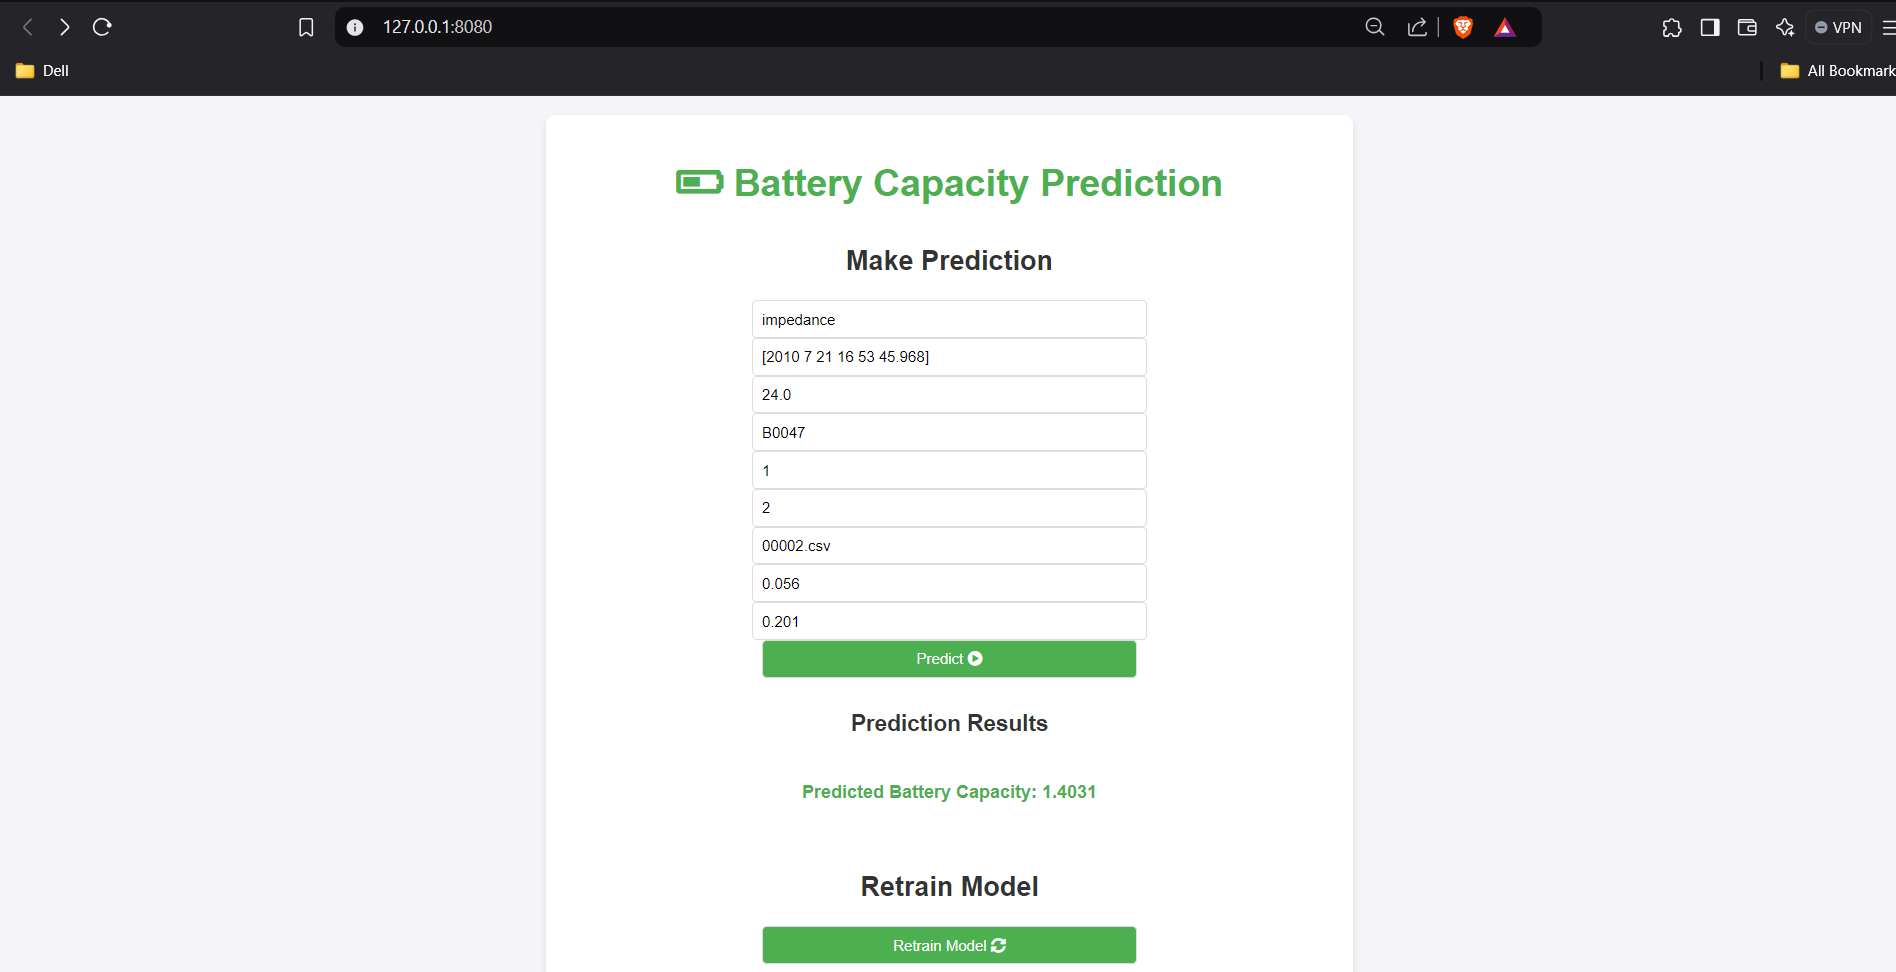 127.0.0.1:8080
VPN
Dell
All Bookmark
Battery Capacity Prediction
Make Prediction
impedance
[2010 7 21 16 53 45.968]
24.0
B0047
1
2
00002.csv
0.056
0.201
Predict
Prediction Results
Predicted Battery Capacity: 1.4031
Retrain Model
Retrain Model